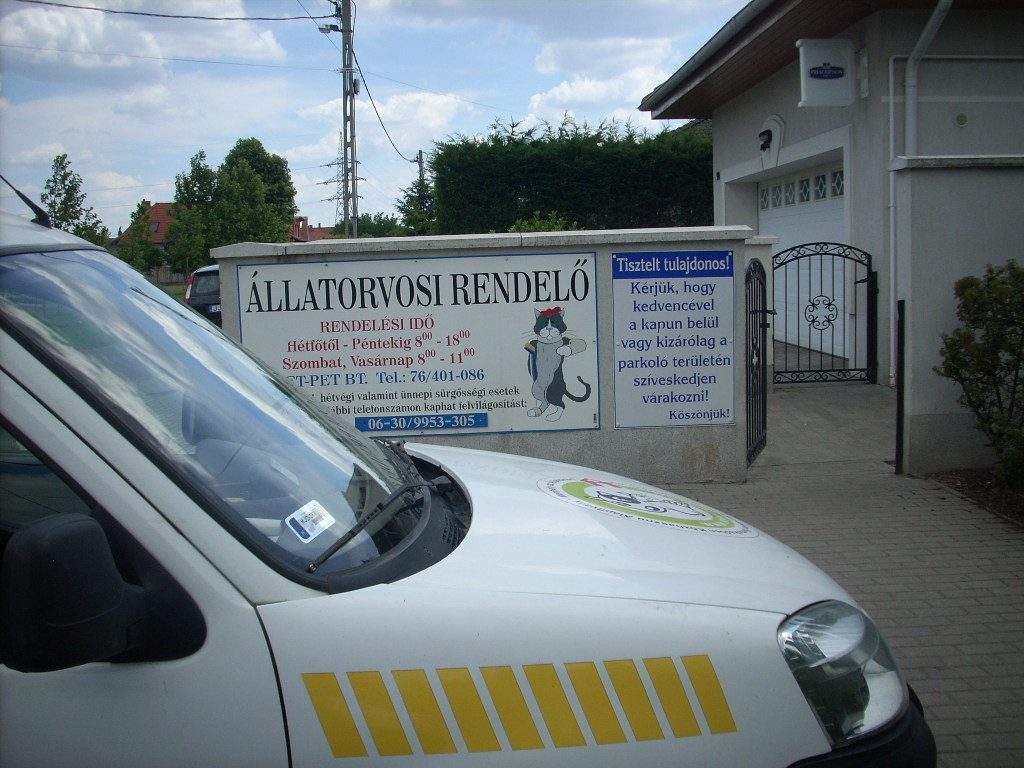 ÁLLATORVOSI RENDELŐ
RENDELÉSI IDŐ
Hétfőtől - Péntekig 8⁰⁰ - 18⁰⁰
Szombat, Vasárnap 8⁰⁰ - 11⁰⁰
ET-PET BT. Tel.: 76/401-086
hétvégi valamint ünnepi sürgősségi esetek
telefonszámon kaphat felvilágosítást:
06-30/9953-305
Tisztelt tulajdonos!
Kérjük, hogy
kedvencével
a kapun belül
vagy kizárólag a
parkoló területén
szíveskedjen
várakozni!
Köszönjük!